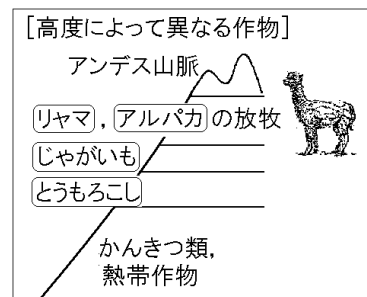 ［高度によって異なる作物］
アンデス山脈
リャマ，アルパカの放牧
じゃがいも
とうもろこし
かんきつ類，
熱帯作物